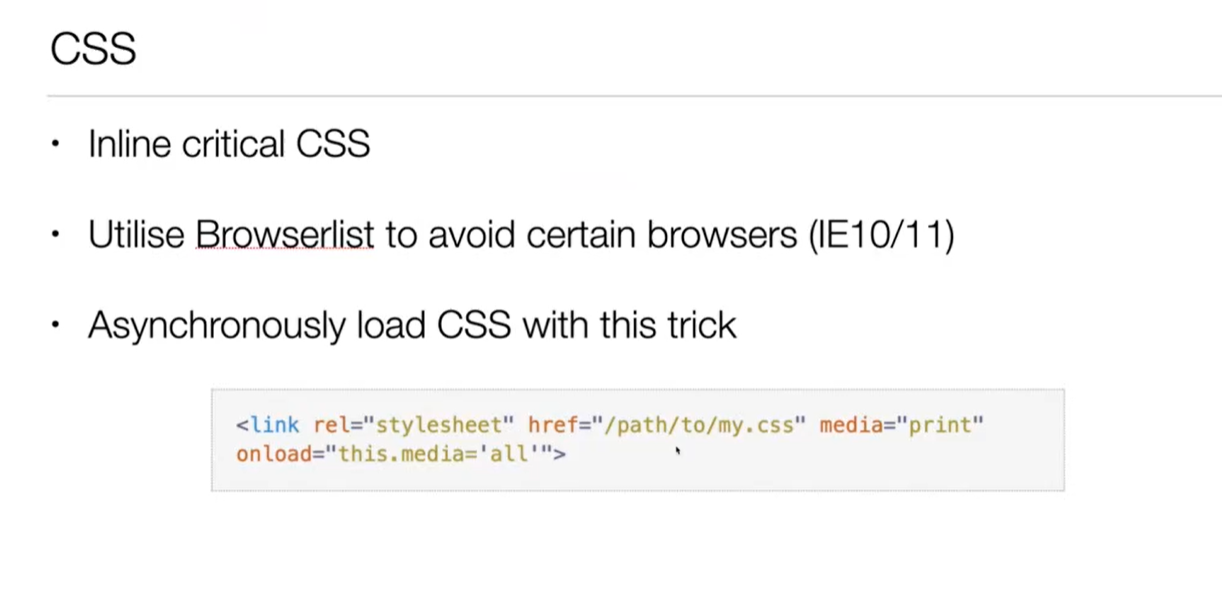 CSS
• Inline critical CSS
• Utilise Browserlist to avoid certain browsers (IE10/11)
• Asynchronously load CSS with this trick
<link rel="stylesheet" href="/path/to/my.css" media="print"
onload="this.media='all'">